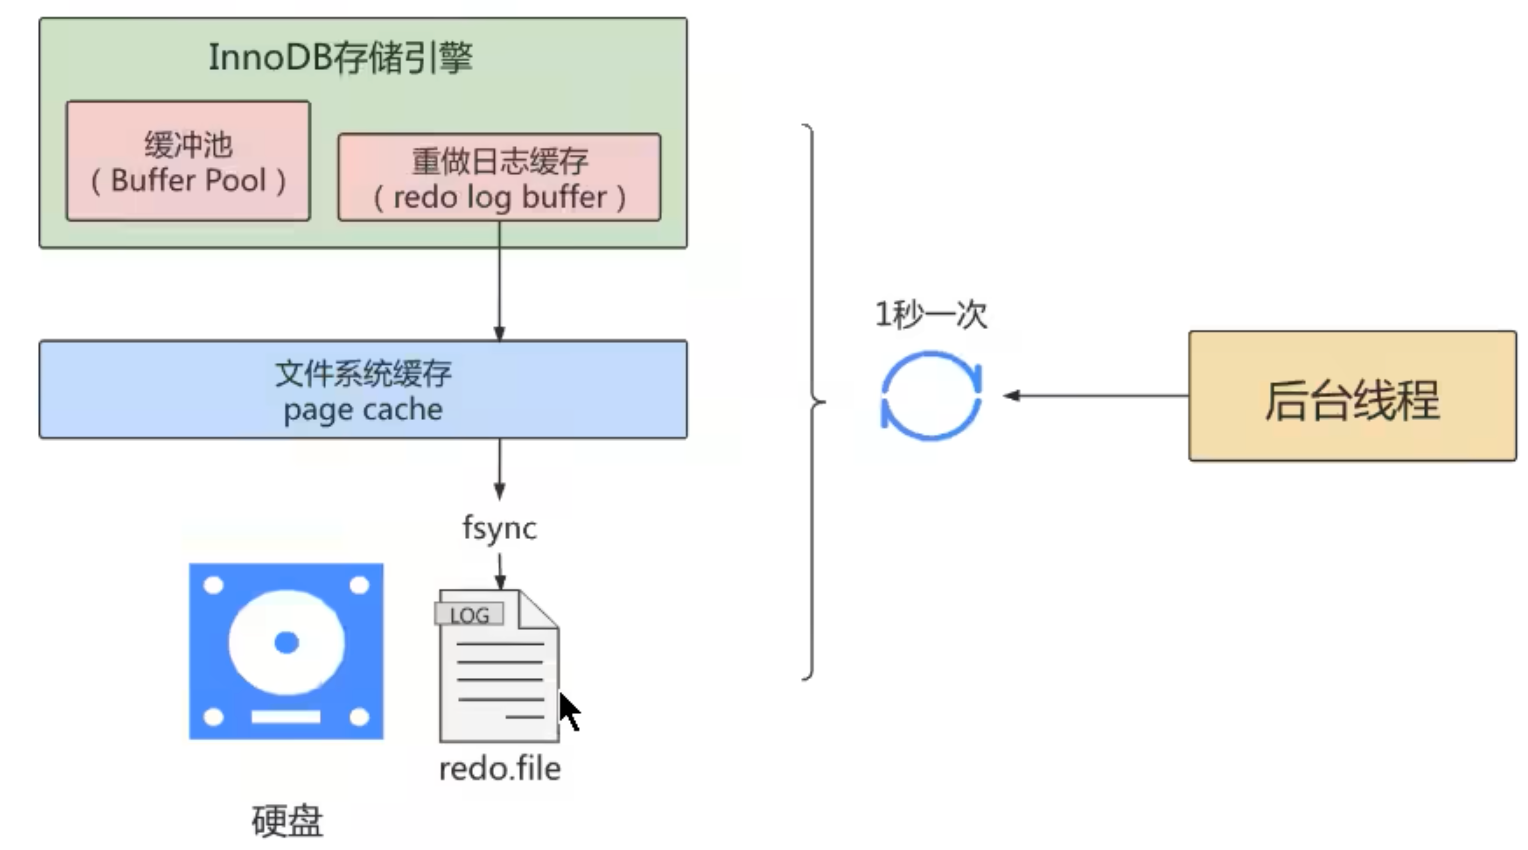 InnoDB存储引擎
缓冲池
（Buffer Pool）
重做日志缓存
（redo log buffer）
文件系统缓存
page cache
fsync
LOG
redo.file
硬盘
1秒一次
后台线程